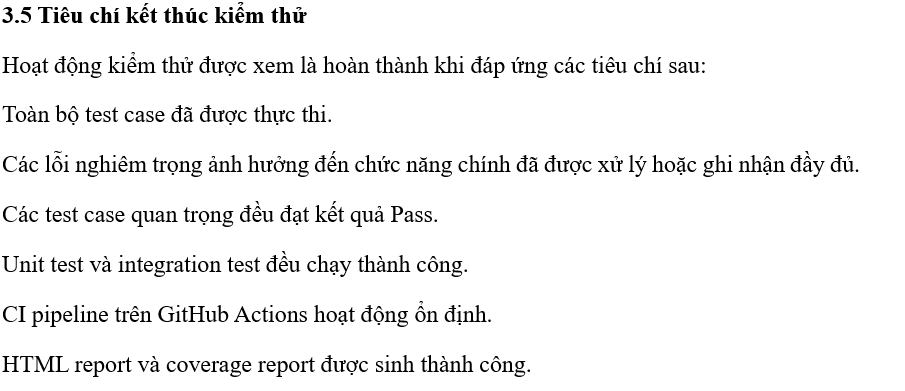 3.5 Tiêu chí kết thúc kiểm thử
Hoạt động kiểm thử được xem là hoàn thành khi đáp ứng các tiêu chí sau:
Toàn bộ test case đã được thực thi.
Các lỗi nghiêm trọng ảnh hưởng đến chức năng chính đã được xử lý hoặc ghi nhận đầy đủ.
Các test case quan trọng đều đạt kết quả Pass.
Unit test và integration test đều chạy thành công.
CI pipeline trên GitHub Actions hoạt động ổn định.
HTML report và coverage report được sinh thành công.